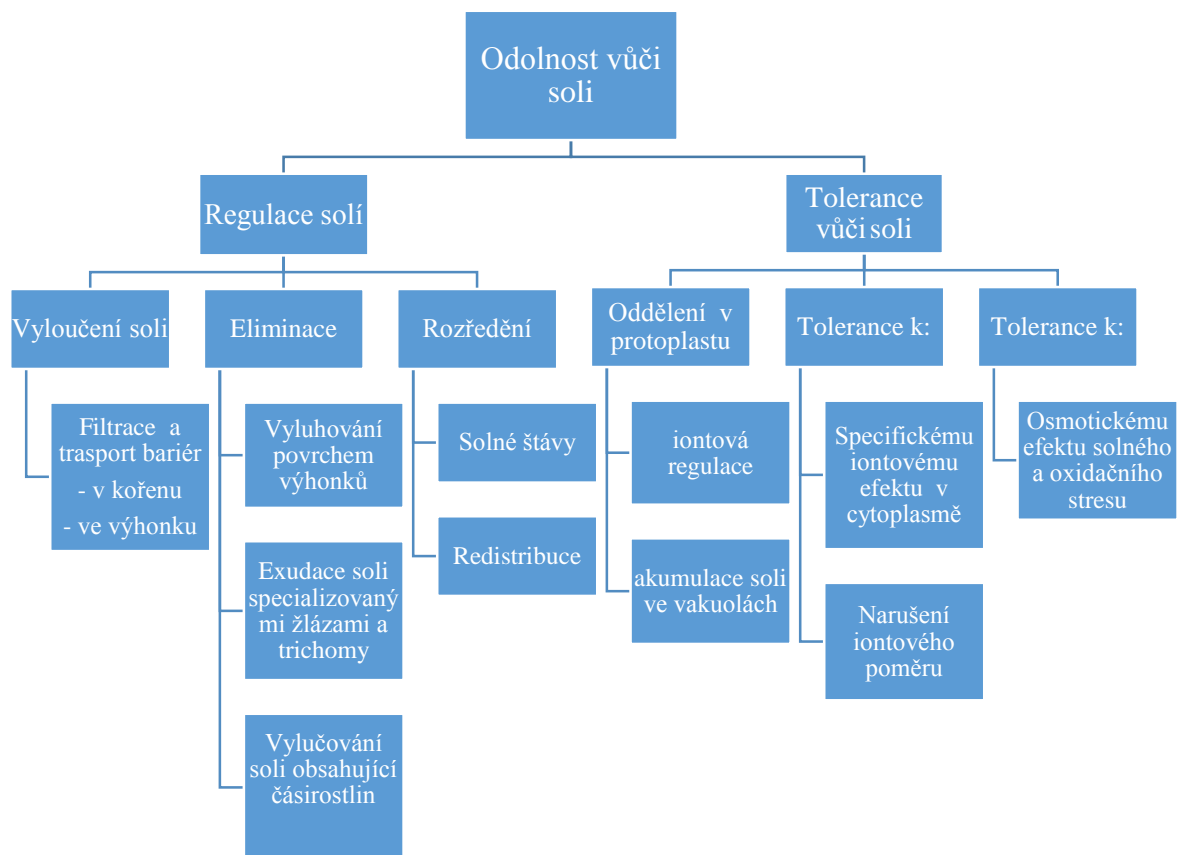 Odolnost vůči
soli
Regulace solí
Tolerance
vůči soli
Vyloučení soli
Eliminace
Rozředění
Oddělení v
protoplastu
Tolerance k:
Tolerance k:
Filtrace a
trasport bariér
- v kořenu
- ve výhonku
Vyluhování
povrchem
výhonků
Exudace soli
specializovaný
mi žlázami a
trichomy
Vylučování
soli obsahující
čásirostlin
Solné štávy
Redistribuce
iontová
regulace
akumulace soli
ve vakuolách
Specifickému
iontovému
efektu v
cytoplasmě
Narušení
iontového
poměru
Osmotickému
efektu solného
a oxidačního
stresu